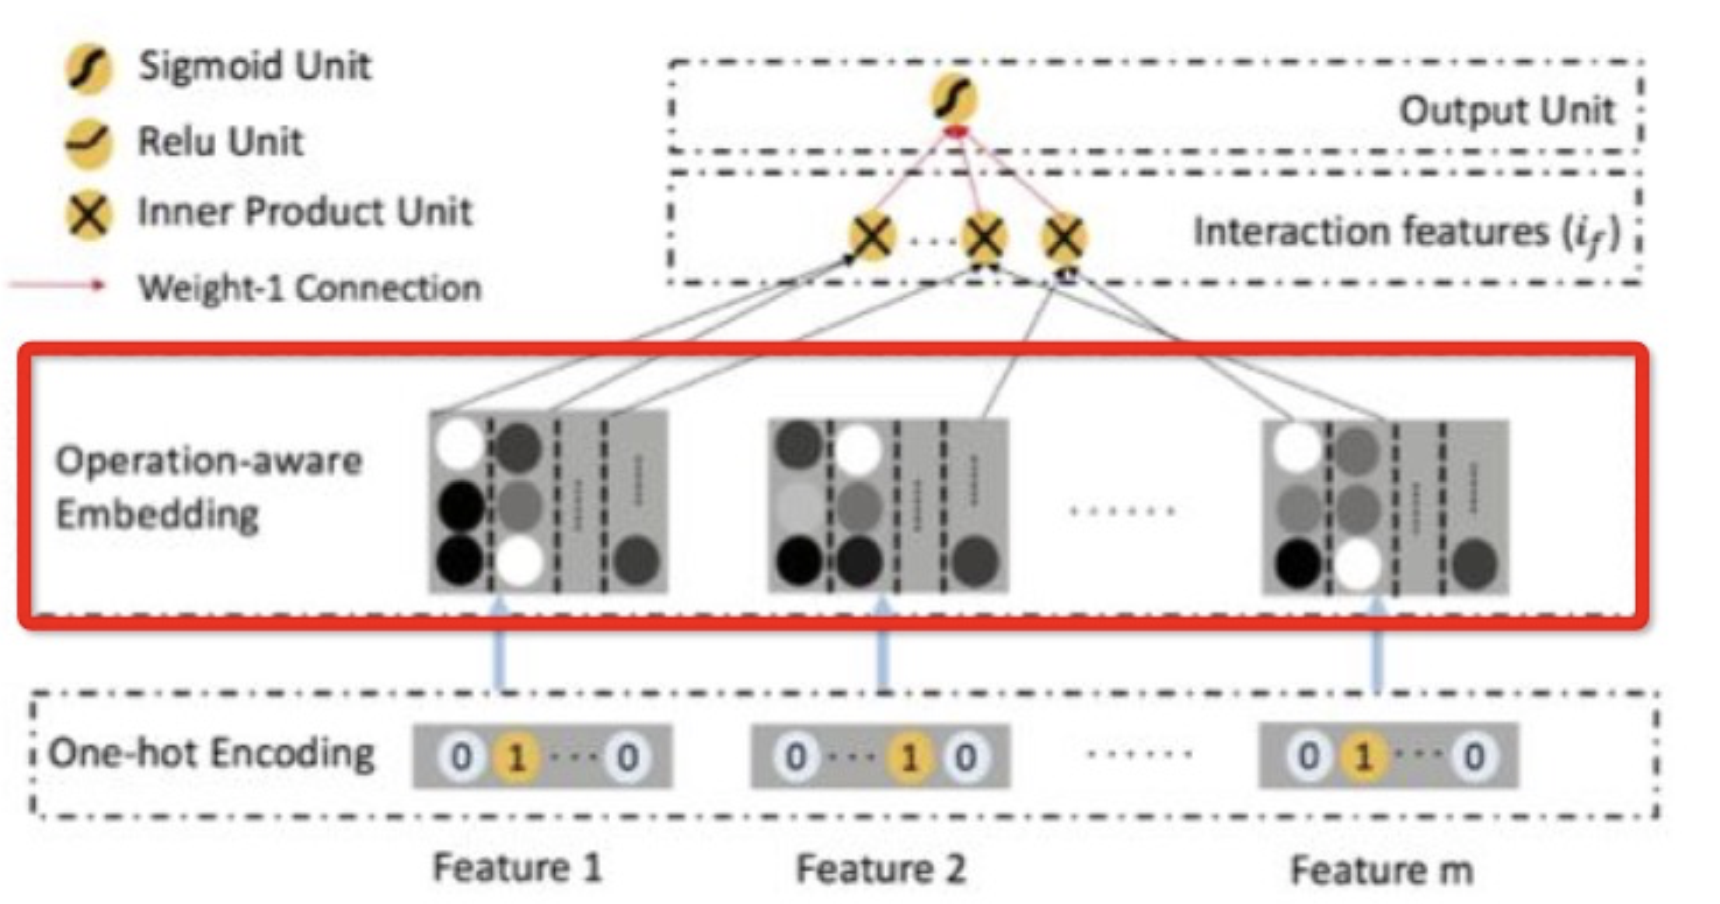 Sigmoid Unit
Relu Unit
Inner Product Unit
Weight-1 Connection
Output Unit
Interaction features (i_f)
Operation-aware
Embedding
One-hot Encoding
0 1 ··· 0
0 ··· 1 0
······
0 1 ··· 0
Feature 1
Feature 2
Feature m